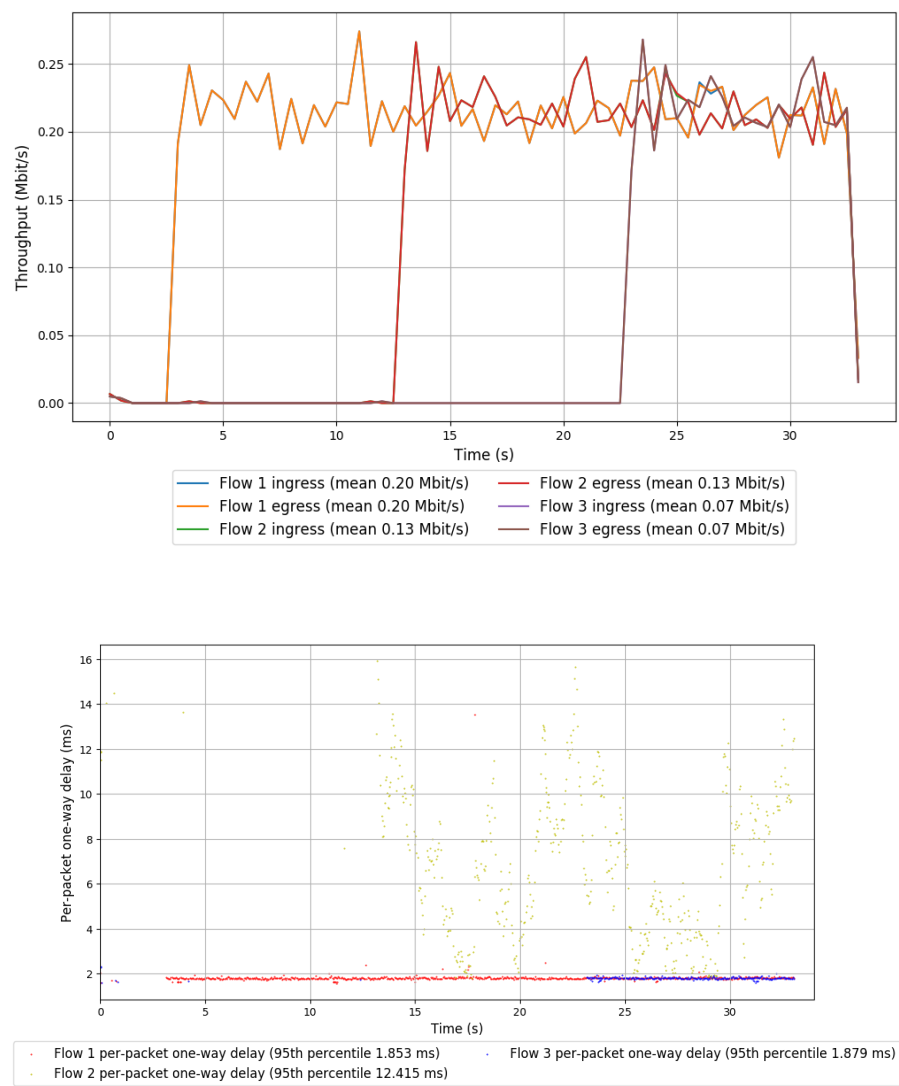 0.25
0.20
0.15
0.10
0.05
0.00
Throughput (Mbit/s)
0 5 10 15 20 25 30
Time (s)
Flow 1 ingress (mean 0.20 Mbit/s) Flow 2 egress (mean 0.13 Mbit/s)
Flow 1 egress (mean 0.20 Mbit/s) Flow 3 ingress (mean 0.07 Mbit/s)
Flow 2 ingress (mean 0.13 Mbit/s) Flow 3 egress (mean 0.07 Mbit/s)
16
14
12
10
8
6
4
2
Per-packet one-way delay (ms)
0 5 10 15 20 25 30
Time (s)
Flow 1 per-packet one-way delay (95th percentile 1.853 ms) Flow 3 per-packet one-way delay (95th percentile 1.879 ms)
Flow 2 per-packet one-way delay (95th percentile 12.415 ms)